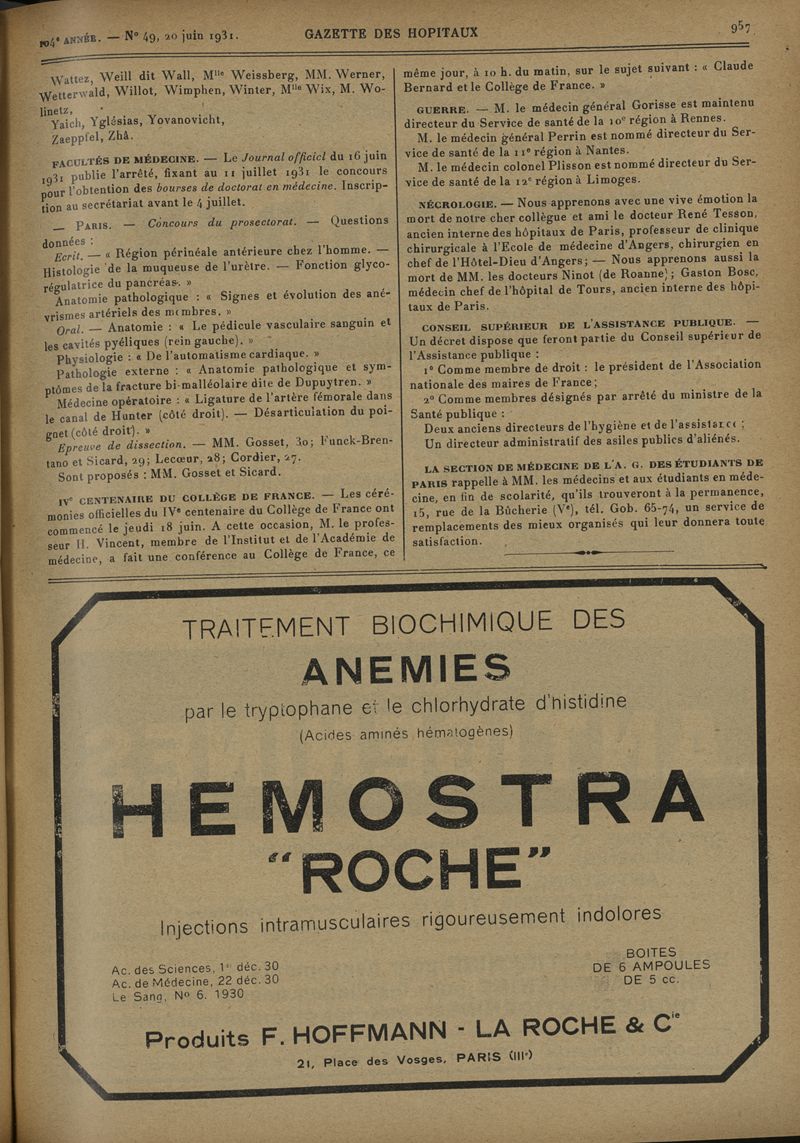 104e ANNÉE. — N° 49, 20 juin 1931. GAZETTE DES HOPITAUX 957
Wattez, Weill dit Wall, Mlle Weissberg, MM. Werner,
Wetterwald, Willot, Wimphen, Winter, Mlle Wix, M. Wo-
linetz,
Yaich, Yglésias, Yovanovicht,
Zaeppfel, Zhâ.
FACULTÉS DE MÉDECINE. — Le Journal officiel du 16 juin
1931 publie l'arrêté, fixant au 11 juillet 1931 le concours
pour l'obtention des bourses de doctorat en médecine. Inscrip-
tion au secrétariat avant le 4 juillet.
— PARIS. — Concours du prosectorat. — Questions
données :
Ecrit. — « Région périnéale antérieure chez l'homme. —
Histologie de la muqueuse de l'urètre. — Fonction glyco-
régulatrice du pancréas. »
Anatomie pathologique : « Signes et évolution des ané-
vrismes artériels des membres. »
Oral. — Anatomie : « Le pédicule vasculaire sanguin et
les cavités pyéliques (rein gauche). »
Physiologie : « De l'automatisme cardiaque. »
Pathologie externe : « Anatomie pathologique et symp-
ptômes de la fracture bi-malléolaire dite de Dupuytren. »
Médecine opératoire : « Ligature de l'artère fémorale dans
le canal de Hunter (côté droit). — Désarticulation du poi-
gnet (côté droit). »
Epreuve de dissection. — MM. Gosset, 30; Funck-Bren-
tano et Sicard, 29; Lecœur, 28; Cordier, 27.
Sont proposés : MM. Gosset et Sicard.
IVe CENTENAIRE DU COLLÈGE DE FRANCE. — Les céré-
monies officielles du IVe centenaire du Collège de France ont
commencé le jeudi 18 juin. A cette occasion, M. le profes-
seur H. Vincent, membre de l'Institut et de l'Académie de
médecine, a fait une conférence au Collège de France, ce
même jour, à 10 h. du matin, sur le sujet suivant : « Claude
Bernard et le Collège de France. »
GUERRE. — M. le médecin général Gorisse est maintenu
directeur du Service de santé de la 10e région à Rennes.
M. le médecin général Perrin est nommé directeur du Ser-
vice de santé de la 11e région à Nantes.
M. le médecin colonel Plisson est nommé directeur du Ser-
vice de santé de la 12e région à Limoges.
NÉCROLOGIE. — Nous apprenons avec une vive émotion la
mort de notre cher collègue et ami le docteur René Tesson,
ancien interne des hôpitaux de Paris, professeur de clinique
chirurgicale à l'Ecole de médecine d'Angers, chirurgien en
chef de l'Hôtel-Dieu d'Angers; — Nous apprenons aussi la
mort de MM. les docteurs Ninot (de Roanne); Gaston Bosc,
médecin chef de l'hôpital de Tours, ancien interne des hôpi-
taux de Paris.
CONSEIL SUPÉRIEUR DE L'ASSISTANCE PUBLIQUE. —
Un décret dispose que feront partie du Conseil supérieur de
l'Assistance publique :
1° Comme membre de droit : le président de l'Association
nationale des maires de France;
2° Comme membres désignés par arrêté du ministre de la
Santé publique :
Deux anciens directeurs de l'hygiène et de l'assistance ;
Un directeur administratif des asiles publics d'aliénés.
LA SECTION DE MÉDECINE DE L'A. G. DES ÉTUDIANTS DE
PARIS rappelle à MM. les médecins et aux étudiants en méde-
cine, en fin de scolarité, qu'ils trouveront à la permanence,
15, rue de la Bûcherie (Ve), tél. Gob. 65-74, un service de
remplacements des mieux organisés qui leur donnera toute
satisfaction.
TRAITEMENT BIOCHIMIQUE DES
ANEMIES
par le tryptophane et le chlorhydrate d'histidine
(Acides aminés hématogènes)
HEMOSTRA
"ROCHE"
Injections intramusculaires rigoureusement indolores
Ac. des Sciences, 1er déc. 30
Ac. de Médecine, 22 déc. 30
Le Sang, No 6. 1930
BOITES
DE 6 AMPOULES
DE 5 cc.
Produits F. HOFFMANN - LA ROCHE & Cie
21, Place des Vosges, PARIS (IIIe)